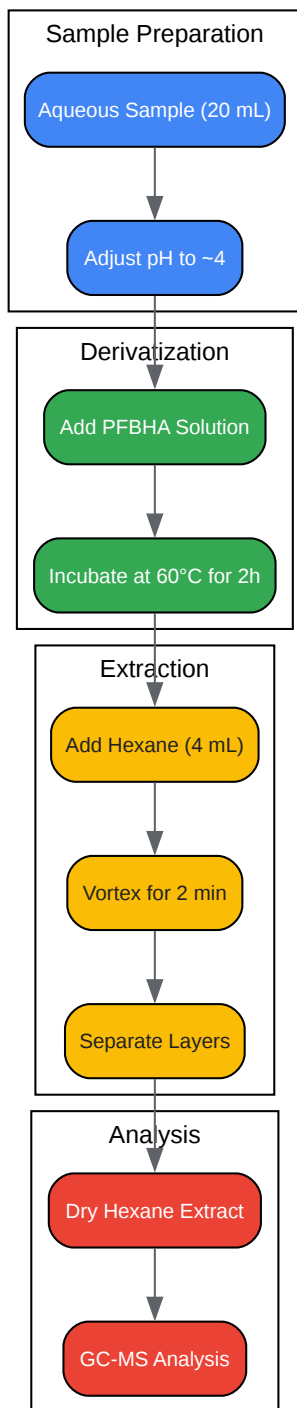 Sample Preparation
Aqueous Sample (20 mL)
Adjust pH to ~4
Derivatization
Add PFBHA Solution
Incubate at 60°C for 2h
Extraction
Add Hexane (4 mL)
Vortex for 2 min
Separate Layers
Analysis
Dry Hexane Extract
GC-MS Analysis